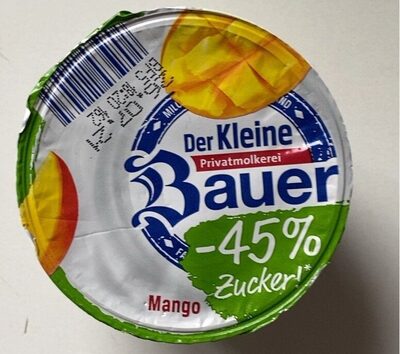 Der Kleine
Privatmolkerei
Bauer
-45%
Zucker!*
Mango